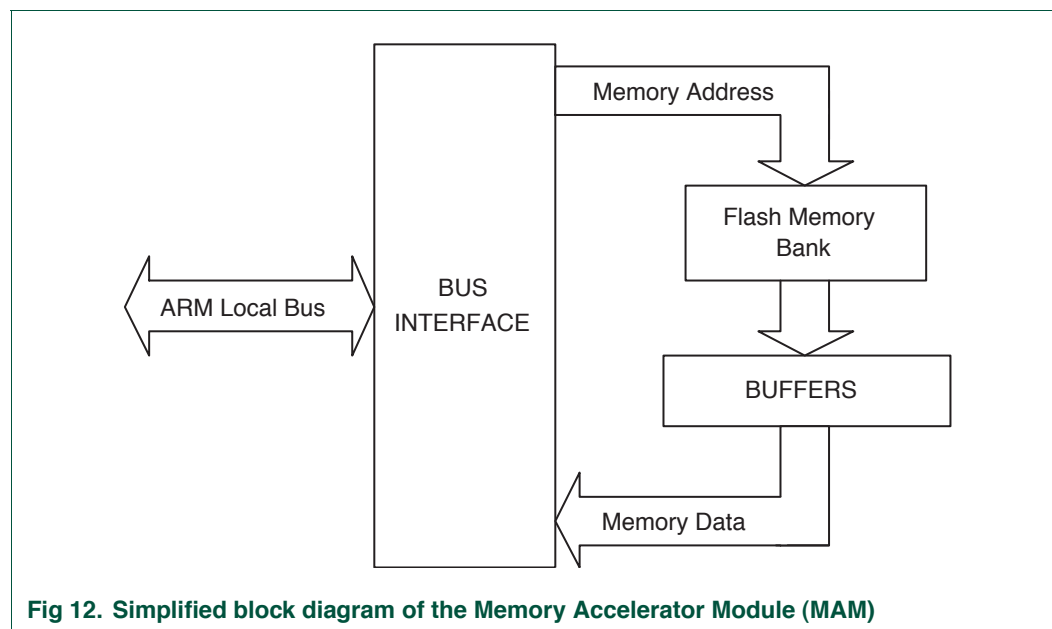 Memory Address
Flash Memory
Bank
ARM Local Bus
BUS
INTERFACE
BUFFERS
Memory Data
Fig 12. Simplified block diagram of the Memory Accelerator Module (MAM)